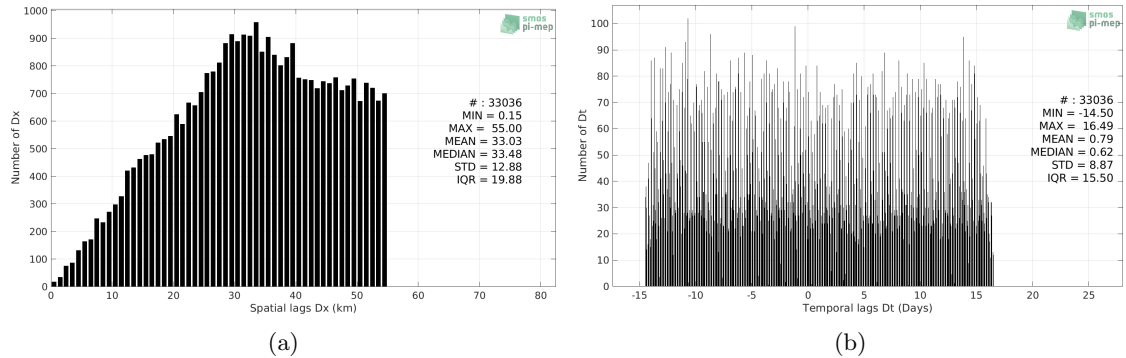 1000
900
800
700
600
500
400
300
200
100
0
Number of Dx
0 10 20 30 40 50 60 70 80
Spatial lags Dx (km)
smos
pi-mep
# : 33036
MIN = 0.15
MAX = 55.00
MEAN = 33.03
MEDIAN = 33.48
STD = 12.88
IQR = 19.88
(a)
100
90
80
70
60
50
40
30
20
10
0
Number of Dt
-15 -10 -5 0 5 10 15 20 25
Temporal lags Dt (Days)
smos
pi-mep
# : 33036
MIN = -14.50
MAX = 16.49
MEAN = 0.79
MEDIAN = 0.62
STD = 8.87
IQR = 15.50
(b)